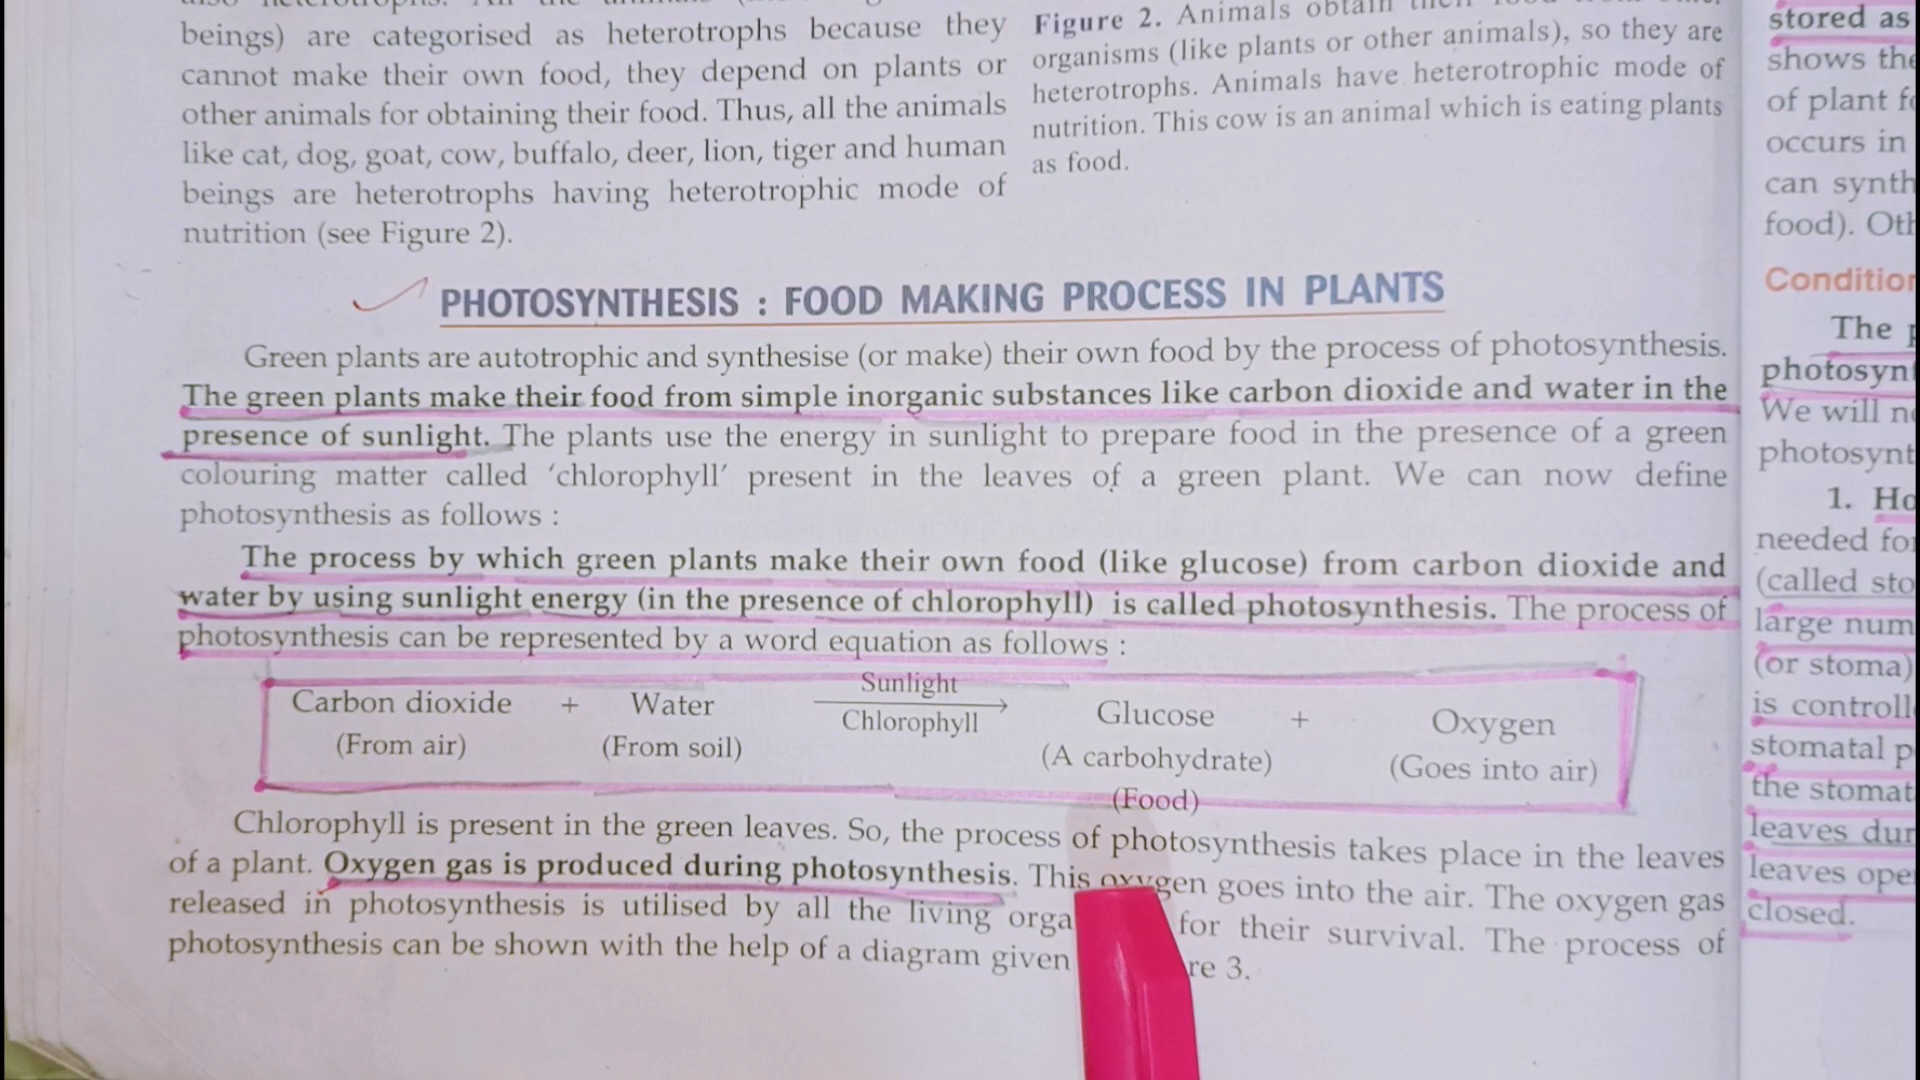 beings) are categorised as heterotrophs because they
cannot make their own food, they depend on plants or
other animals for obtaining their food. Thus, all the animals
like cat, dog, goat, cow, buffalo, deer, lion, tiger and human
beings are heterotrophs having heterotrophic mode of
nutrition (see Figure 2).
Figure 2. Animals obtain
organisms (like plants or other animals), so they are
heterotrophs. Animals have heterotrophic mode of
nutrition. This cow is an animal which is eating plants
as food.
PHOTOSYNTHESIS : FOOD MAKING PROCESS IN PLANTS
Green plants are autotrophic and synthesise (or make) their own food by the process of photosynthesis.
The green plants make their food from simple inorganic substances like carbon dioxide and water in the
presence of sunlight. The plants use the energy in sunlight to prepare food in the presence of a green
colouring matter called ‘chlorophyll’ present in the leaves of a green plant. We can now define
photosynthesis as follows :
The process by which green plants make their own food (like glucose) from carbon dioxide and
water by using sunlight energy (in the presence of chlorophyll) is called photosynthesis. The process of
photosynthesis can be represented by a word equation as follows :
Sunlight
Carbon dioxide + Water Chlorophyll Glucose + Oxygen
(From air) (From soil) (A carbohydrate) (Goes into air)
(Food)
Chlorophyll is present in the green leaves. So, the process of photosynthesis takes place in the leaves
of a plant. Oxygen gas is produced during photosynthesis. This oxygen goes into the air. The oxygen gas
released in photosynthesis is utilised by all the living orga for their survival. The process of
photosynthesis can be shown with the help of a diagram given re 3.
stored as
shows the
of plant
occurs in
can synth
food). Oth
Condition
The
photosynt
We will
photosynt
1. Ho
needed for
(called sto
large num
(or stoma)
is controll
stomatal p
the stomat
leaves dur
leaves ope
closed.